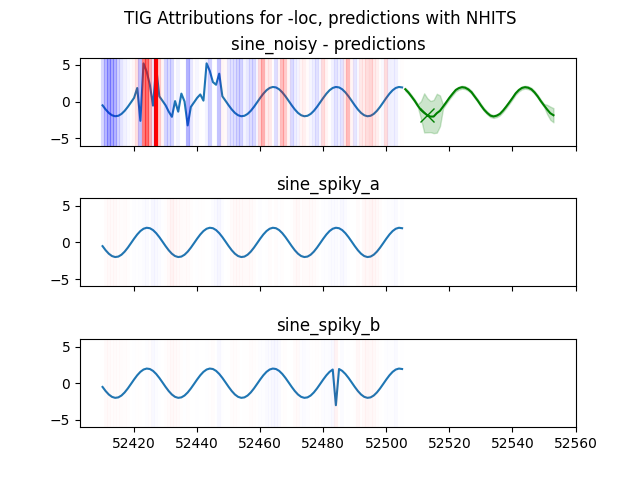 TIG Attributions for -loc, predictions with NHITS
sine_noisy - predictions
5
0
−5
sine_spiky_a
5
0
−5
sine_spiky_b
5
0
−5
52420 52440 52460 52480 52500 52520 52540 52560